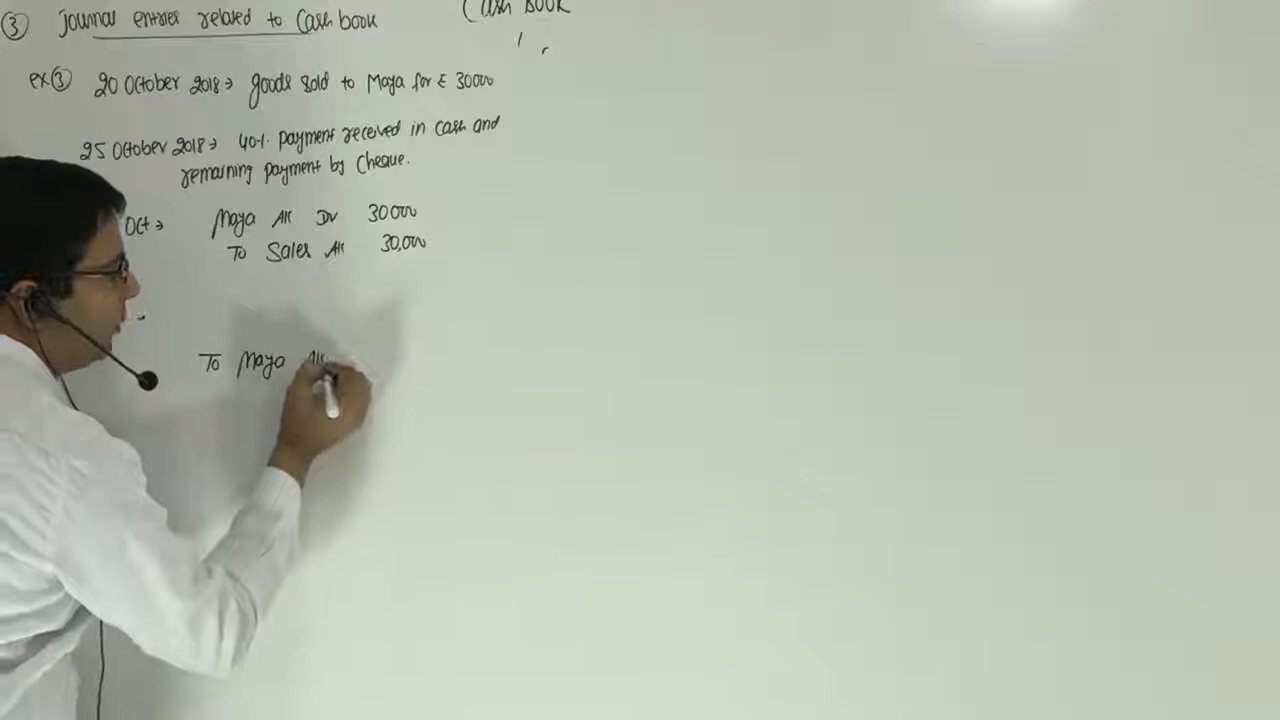 ③ Journal entries related to Cash book
Cash Book
ex③ 20 October 2018→ goods sold to Maya for £ 30000
25 October 2018→ 40% payment received in cash and
remaining payment by Cheque.
Oct → Maya A/c Dr 30000
To Sales A/c 30,000
To Maya A/c